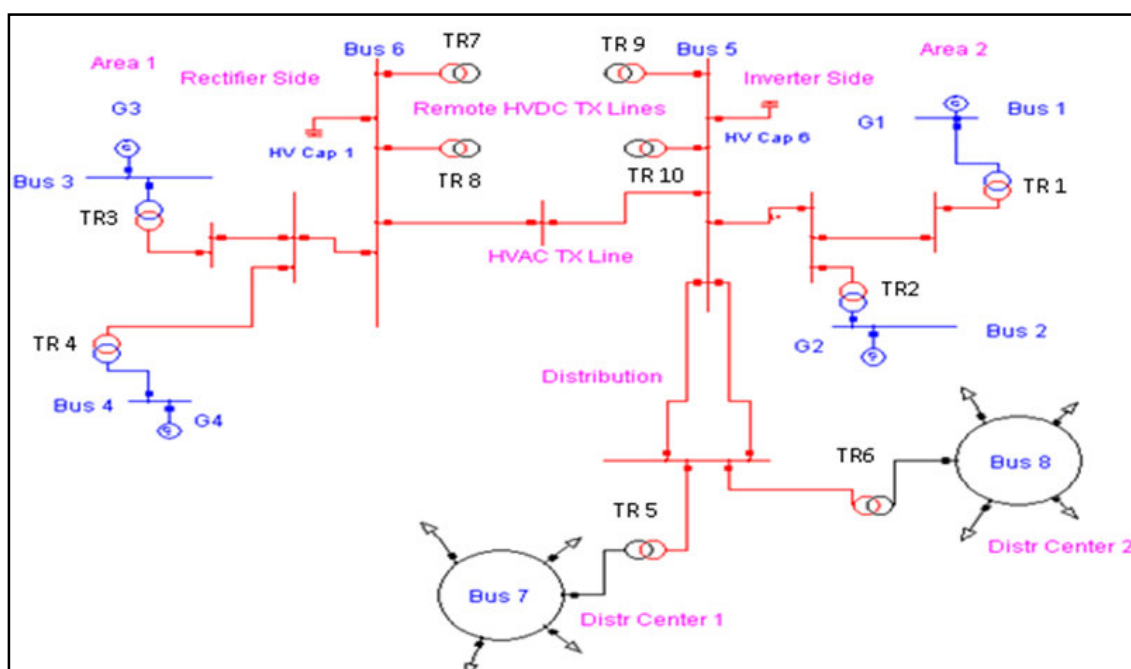 Bus 6
TR7
TR 9
Bus 5
Area 1
Area 2
Rectifier Side
Inverter Side
G3
Remote HVDC TX Lines
G1
Bus 1
HV Cap 1
HV Cap 6
Bus 3
TR 8
TR 10
TR 1
TR3
HVAC TX Line
TR2
TR 4
G2
Bus 2
Distribution
Bus 4
G4
TR6
Bus 8
TR 5
Distr Center 2
Bus 7
Distr Center 1